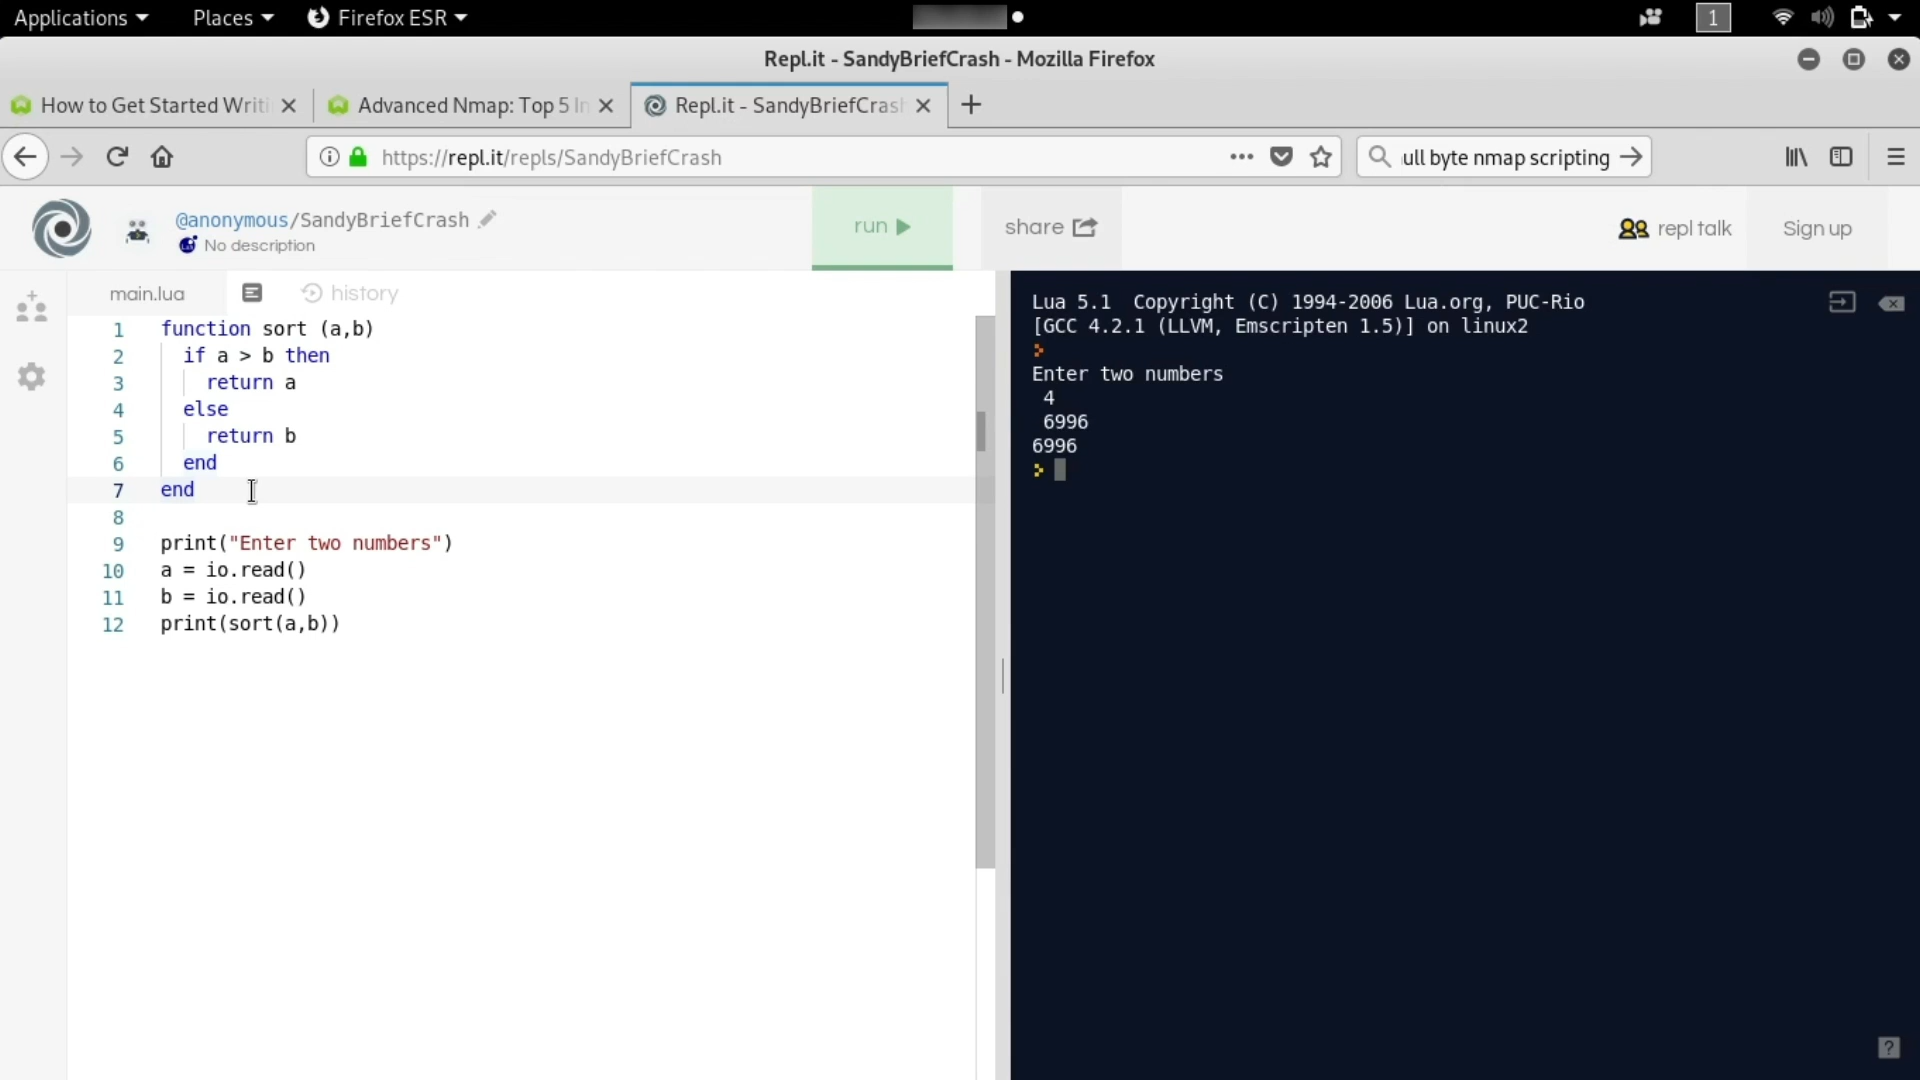 Applications Places Firefox ESR 1
Repl.it - SandyBriefCrash - Mozilla Firefox
How to Get Started Writi Advanced Nmap: Top 5 In Repl.it - SandyBriefCrash
https://repl.it/repls/SandyBriefCrash ull byte nmap scripting
@anonymous/SandyBriefCrash
No description
run share repl talk Sign up
main.lua history
1 function sort (a,b)
2 if a > b then
3 return a
4 else
5 return b
6 end
7 end
8
9 print("Enter two numbers")
10 a = io.read()
11 b = io.read()
12 print(sort(a,b))
Lua 5.1 Copyright (C) 1994-2006 Lua.org, PUC-Rio
[GCC 4.2.1 (LLVM, Emscripten 1.5)] on linux2
Enter two numbers
4
6996
6996
?